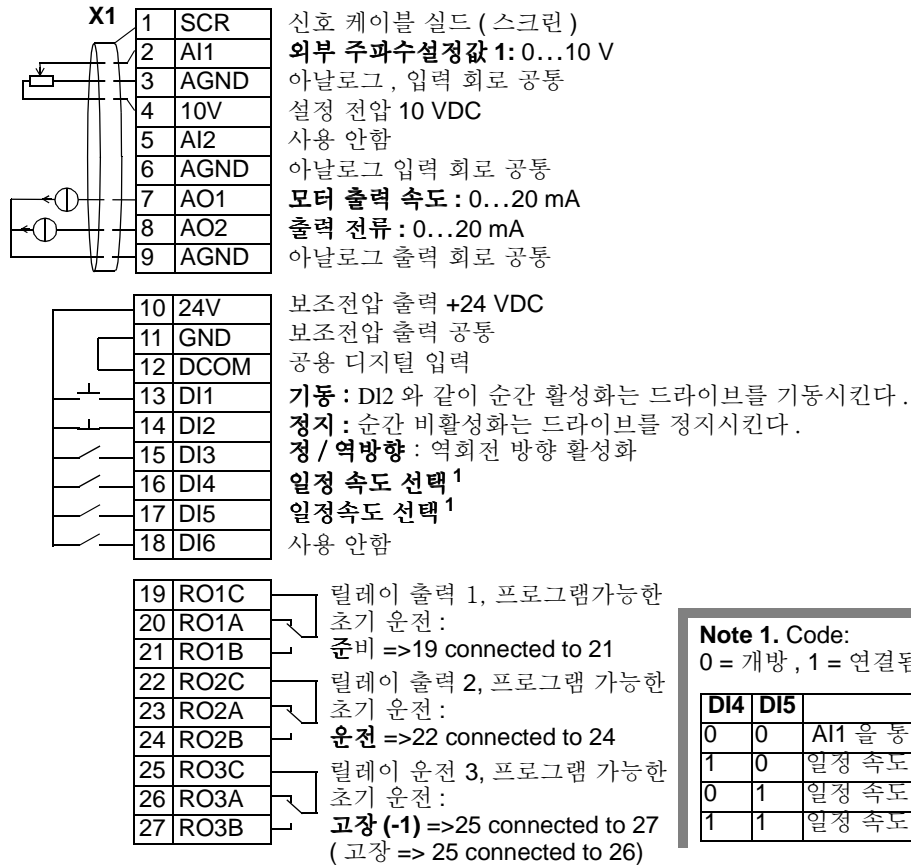 X1
1 SCR 신호 케이블 실드 ( 스크린 )
2 AI1 외부 주파수설정값 1: 0…10 V
3 AGND 아날로그 , 입력 회로 공통
4 10V 설정 전압 10 VDC
5 AI2 사용 안함
6 AGND 아날로그 입력 회로 공통
7 AO1 모터 출력 속도 : 0…20 mA
8 AO2 출력 전류 : 0…20 mA
9 AGND 아날로그 출력 회로 공통
10 24V 보조전압 출력 +24 VDC
11 GND 보조전압 출력 공통
12 DCOM 공용 디지털 입력
13 DI1 기동 : DI2 와 같이 순간 활성화는 드라이브를 기동시킨다 .
14 DI2 정지 : 순간 비활성화는 드라이브를 정지시킨다 .
15 DI3 정 / 역방향 : 역회전 방향 활성화
16 DI4 일정 속도 선택 1
17 DI5 일정속도 선택 1
18 DI6 사용 안함
19 RO1C 릴레이 출력 1, 프로그램가능한
20 RO1A 초기 운전 :
21 RO1B 준비 =>19 connected to 21
22 RO2C 릴레이 출력 2, 프로그램 가능한
23 RO2A 초기 운전 :
24 RO2B 운전 =>22 connected to 24
25 RO3C 릴레이 운전 3, 프로그램 가능한
26 RO3A 초기 운전 :
27 RO3B 고장 (-1) =>25 connected to 27
( 고장 => 25 connected to 26)
Note 1. Code:
0 = 개방 , 1 = 연결됨
DI4 DI5
0 0 AI1 을 통
1 0 일정 속도
0 1 일정 속도
1 1 일정 속도